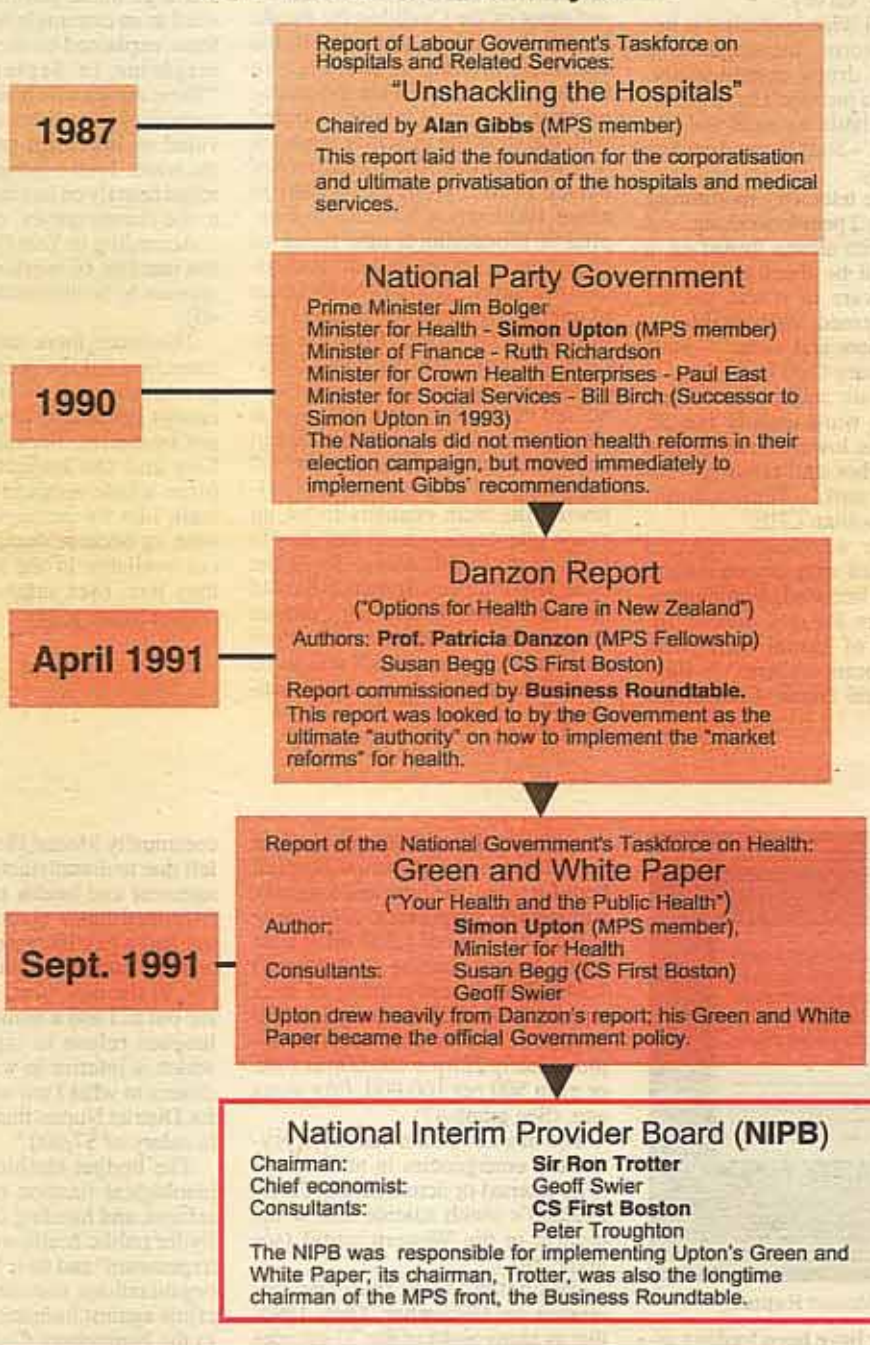 Report of Labour Government's Taskforce on
Hospitals and Related Services:
"Unshackling the Hospitals"
1987
Chaired by Alan Gibbs (MPS member)
This report laid the foundation for the corporatisation
and ultimate privatisation of the hospitals and medical
services.
National Party Government
Prime Minister Jim Bolger
Minister for Health - Simon Upton (MPS member)
Minister of Finance - Ruth Richardson
Minister for Crown Health Enterprises - Paul East
1990
Minister for Social Services - Bill Birch (Successor to
Simon Upton in 1993)
The Nationals did not mention health reforms in their
election campaign, but moved immediately to
implement Gibbs' recommendations.
Danzon Report
("Options for Health Care in New Zealand")
Authors: Prof. Patricia Danzon (MPS Fellowship)
Susan Begg (CS First Boston)
April 1991
Report commissioned by Business Roundtable.
This report was looked to by the Government as the
ultimate "authority" on how to implement the "market
reforms" for health.
Report of the National Government's Taskforce on Health:
Green and White Paper
("Your Health and the Public Health")
Author: Simon Upton (MPS member),
Minister for Health
Sept. 1991
Consultants: Susan Begg (CS First Boston)
Geoff Swier
Upton drew heavily from Danzon's report; his Green and White
Paper became the official Government policy.
National Interim Provider Board (NIPB)
Chairman: Sir Ron Trotter
Chief economist: Geoff Swier
Consultants: CS First Boston
Peter Troughton
The NIPB was responsible for implementing Upton's Green and
White Paper; its chairman, Trotter, was also the longtime
chairman of the MPS front, the Business Roundtable.